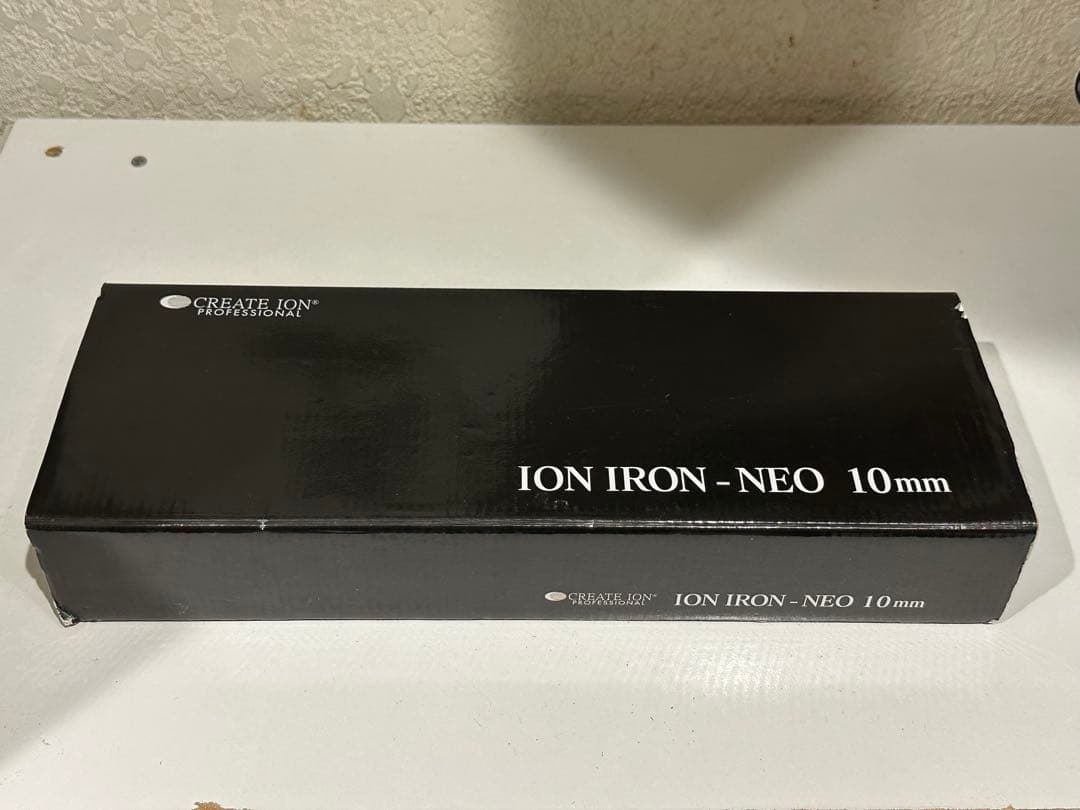 CREATE ION®
PROFESSIONAL
ION IRON - NEO 10mm
CREATE ION®
PROFESSIONAL
ION IRON - NEO 10mm